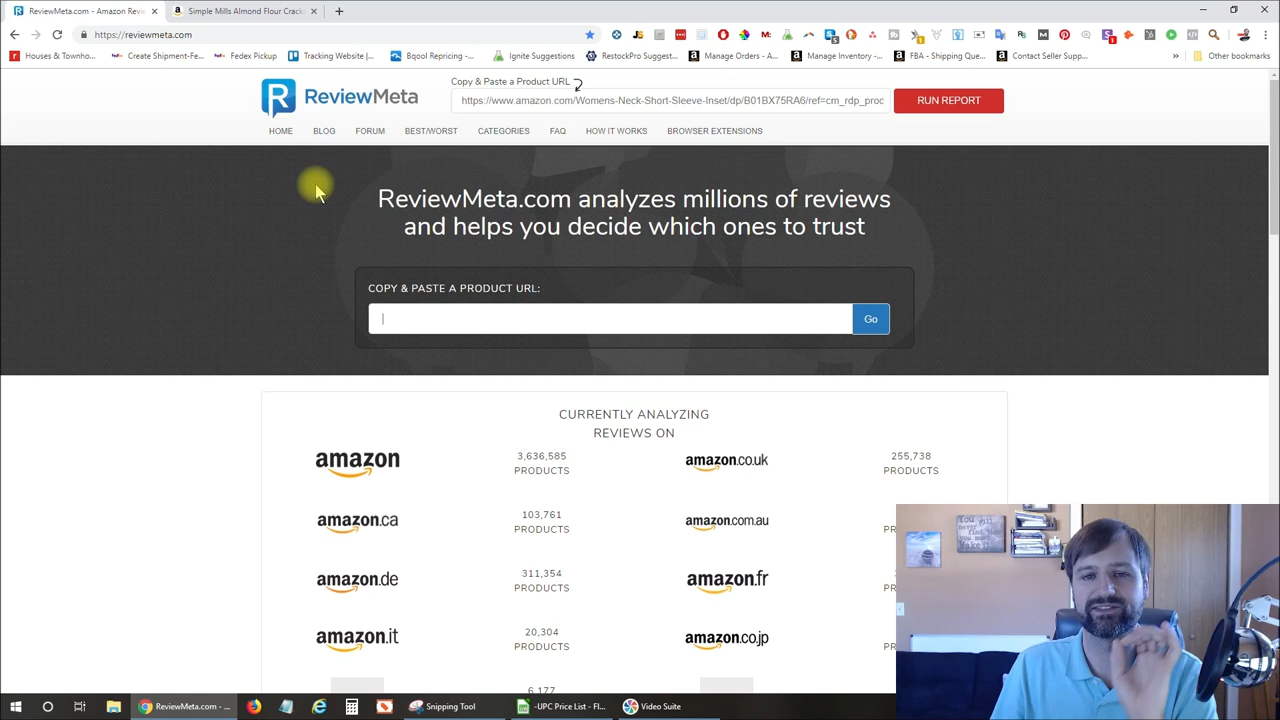 ReviewMeta.com - Amazon Revie
Simple Mills Almond Flour Crack
https://reviewmeta.com
Houses & Townho...
Create Shipment-Fe...
Fedex Pickup
Tracking Website |...
Bqool Repricing -...
Ignite Suggestions
RestockPro Suggest...
Manage Orders - A...
Manage Inventory -...
FBA - Shipping Que...
Contact Seller Supp...
Other bookmarks
ReviewMeta
Copy & Paste a Product URL
https://www.amazon.com/Womens-Neck-Short-Sleeve-Inset/dp/B01BX75RA6/ref=cm_rdp_proc
RUN REPORT
HOME BLOG FORUM BEST/WORST CATEGORIES FAQ HOW IT WORKS BROWSER EXTENSIONS
ReviewMeta.com analyzes millions of reviews
and helps you decide which ones to trust
COPY & PASTE A PRODUCT URL:
Go
CURRENTLY ANALYZING
REVIEWS ON
amazon
3,636,585
PRODUCTS
amazon.co.uk
255,738
PRODUCTS
amazon.ca
103,761
PRODUCTS
amazon.com.au
amazon.de
311,354
PRODUCTS
amazon.fr
amazon.it
20,304
PRODUCTS
amazon.co.jp
6,177
ReviewMeta.com - ...
Snipping Tool
-UPC Price List - FI...
Video Suite